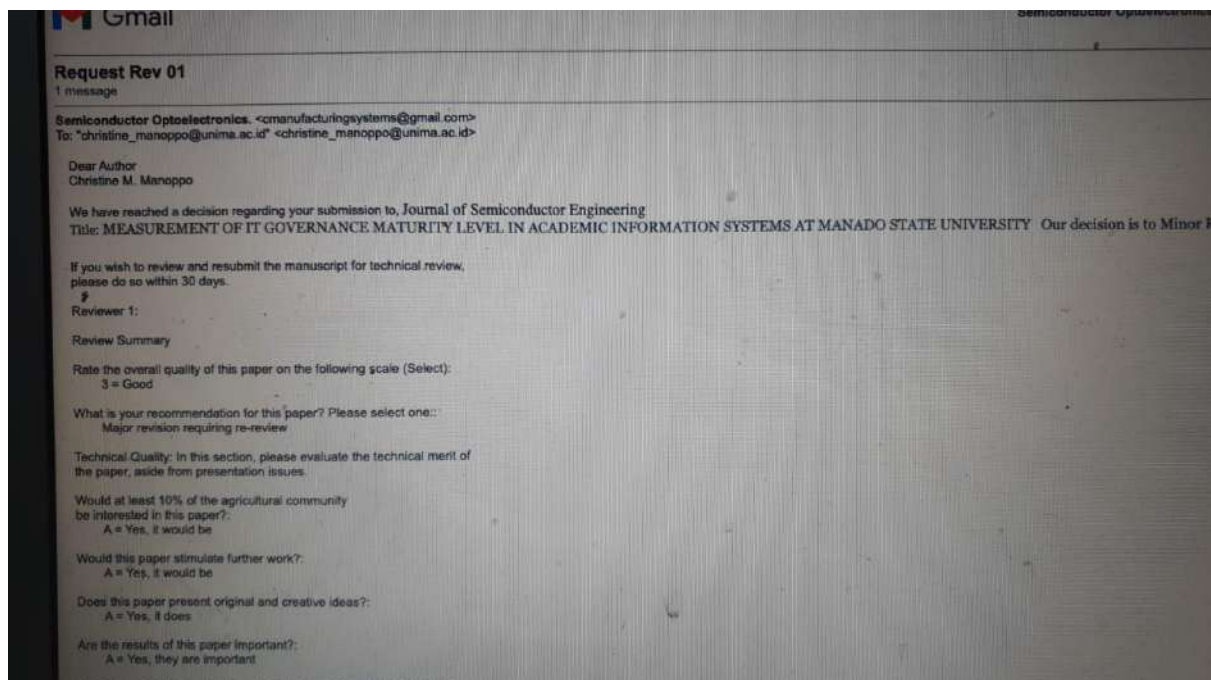 Gmail
Semiconductor Optoelectronics
Request Rev 01
1 message
Semiconductor Optoelectronics. <cmanufacturingsystems@gmail.com>
To: "christine_manoppo@unima.ac.id" <christine_manoppo@unima.ac.id>
Dear Author
Christine M. Manoppo
We have reached a decision regarding your submission to, Journal of Semiconductor Engineering
Title: MEASUREMENT OF IT GOVERNANCE MATURITY LEVEL IN ACADEMIC INFORMATION SYSTEMS AT MANADO STATE UNIVERSITY Our decision is to Minor
If you wish to review and resubmit the manuscript for technical review,
please do so within 30 days.
Reviewer 1:
Review Summary
Rate the overall quality of this paper on the following scale (Select):
3 = Good
What is your recommendation for this paper? Please select one::
Major revision requiring re-review
Technical Quality: In this section, please evaluate the technical merit of
the paper, aside from presentation issues.
Would at least 10% of the agricultural community
be interested in this paper?:
A = Yes, it would be
Would this paper stimulate further work?:
A = Yes, it would be
Does this paper present original and creative ideas?:
A = Yes, it does
Are the results of this paper important?:
A = Yes, they are important